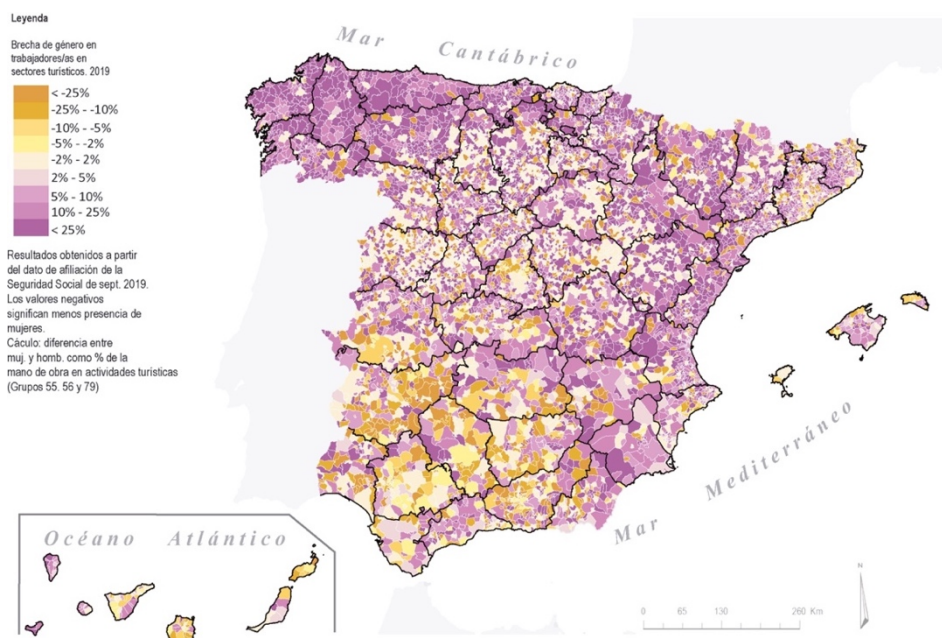 Leyenda
Brecha de género en
trabajadores/as en
sectores turísticos. 2019
< -25%
-25% - -10%
-10% - -5%
-5% - -2%
-2% - 2%
2% - 5%
5% - 10%
10% - 25%
< 25%
Resultados obtenidos a partir
del dato de afiliación de la
Seguridad Social de sept. 2019.
Los valores negativos
significan menos presencia de
mujeres.
Cáculo: diferencia entre
muj. y homb. como % de la
mano de obra en actividades turísticas
(Grupos 55. 56 y 79)
Mar Cantábrico
Mar Mediterráneo
Océano Atlántico
N
0 65 130 260 Km